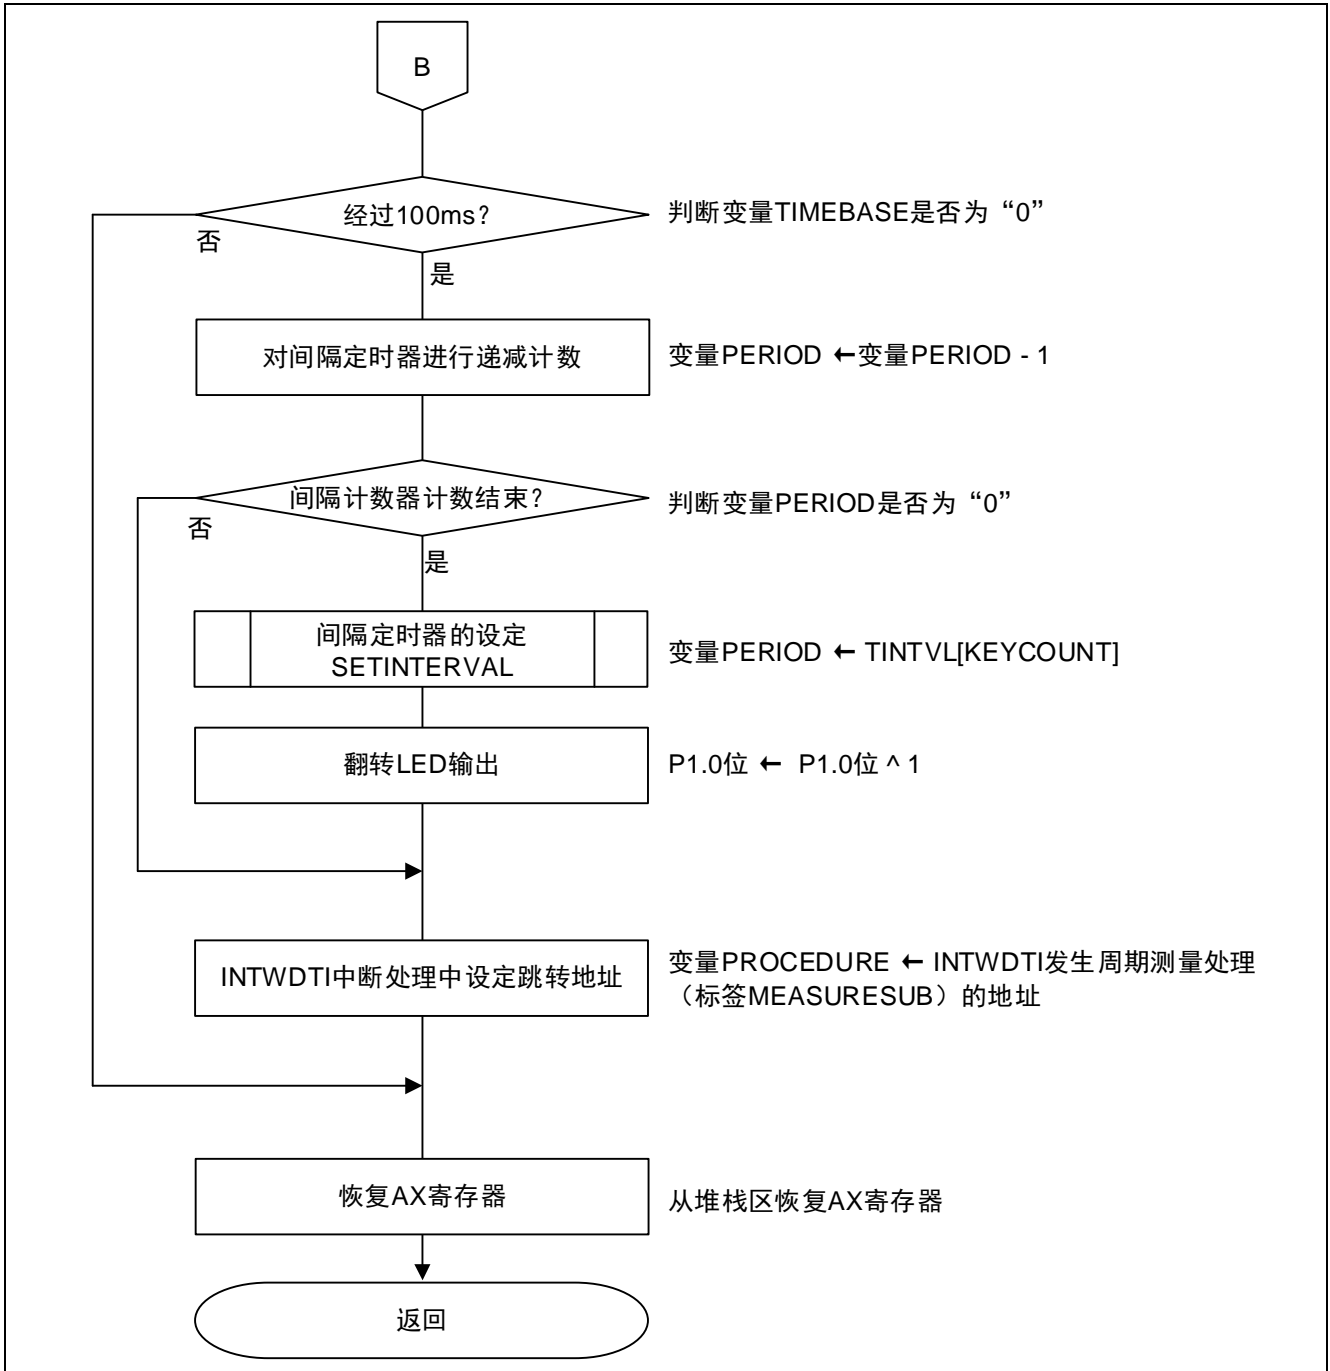 B
经过100ms?
判断变量TIMEBASE是否为“0”
否
是
对间隔定时器进行递减计数
变量PERIOD ←变量PERIOD - 1
间隔计数器计数结束?
判断变量PERIOD是否为“0”
否
是
间隔定时器的设定
SETINTERVAL
变量PERIOD ← TINTVL[KEYCOUNT]
翻转LED输出
P1.0位 ← P1.0位 ^ 1
INTWDTI中断处理中设定跳转地址
变量PROCEDURE ← INTWDTI发生周期测量处理
（标签MEASURESUB）的地址
恢复AX寄存器
从堆栈区恢复AX寄存器
返回